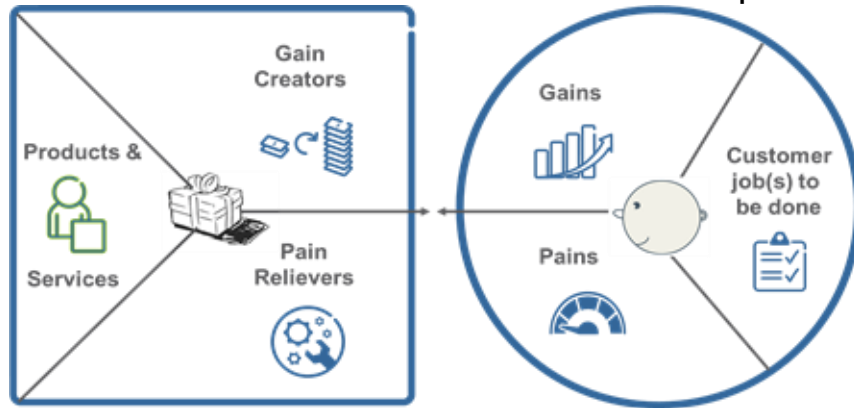 Gain
Creators
Products &
Services
Pain
Relievers
Gains
Pains
Customer
job(s) to
be done